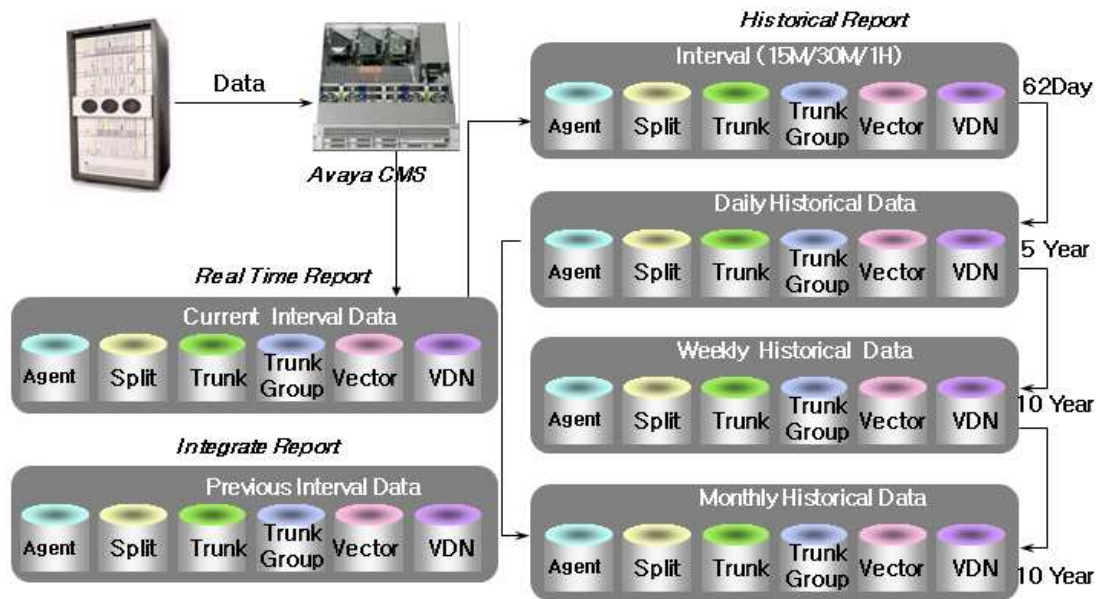 Historical Report
Interval (15M/30M/1H)
Agent
Split
Trunk
Trunk
Group
Vector
VDN
62Day
Data
Avaya CMS
Daily Historical Data
Agent
Split
Trunk
Trunk
Group
Vector
VDN
5 Year
Real Time Report
Current Interval Data
Agent
Split
Trunk
Trunk
Group
Vector
VDN
Weekly Historical Data
Agent
Split
Trunk
Trunk
Group
Vector
VDN
10 Year
Integrate Report
Previous Interval Data
Agent
Split
Trunk
Trunk
Group
Vector
VDN
Monthly Historical Data
Agent
Split
Trunk
Trunk
Group
Vector
VDN
10 Year